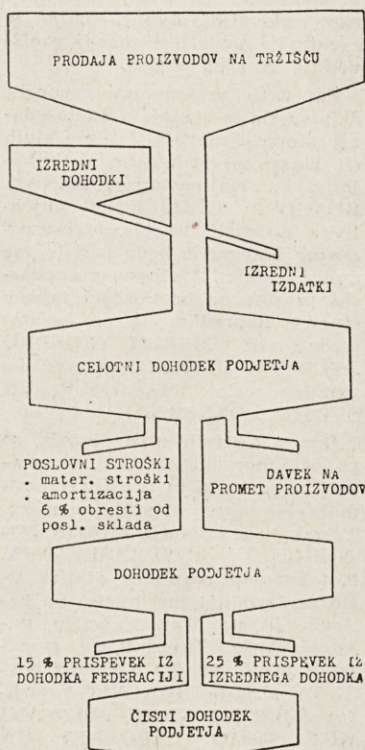 PRODAJA PROIZVODOV NA TRŽIŠČU
IZREDNI
DOHODKI
IZREDNI
IZDATKI
CELOTNI DOHODEK PODJETJA
POSLOVNI STROŠKI
. mater. stroški
. amortizacija
6 % obresti od
posl. sklada
DAVEK NA
PROMET PROIZVODOV
DOHODEK PODJETJA
15 % PRISPEVEK IZ
DOHODKA FEDERACIJI
25 % PRISPEVEK IZ
IZREDNEGA DOHODKA
ČISTI DOHODEK
PODJETJA